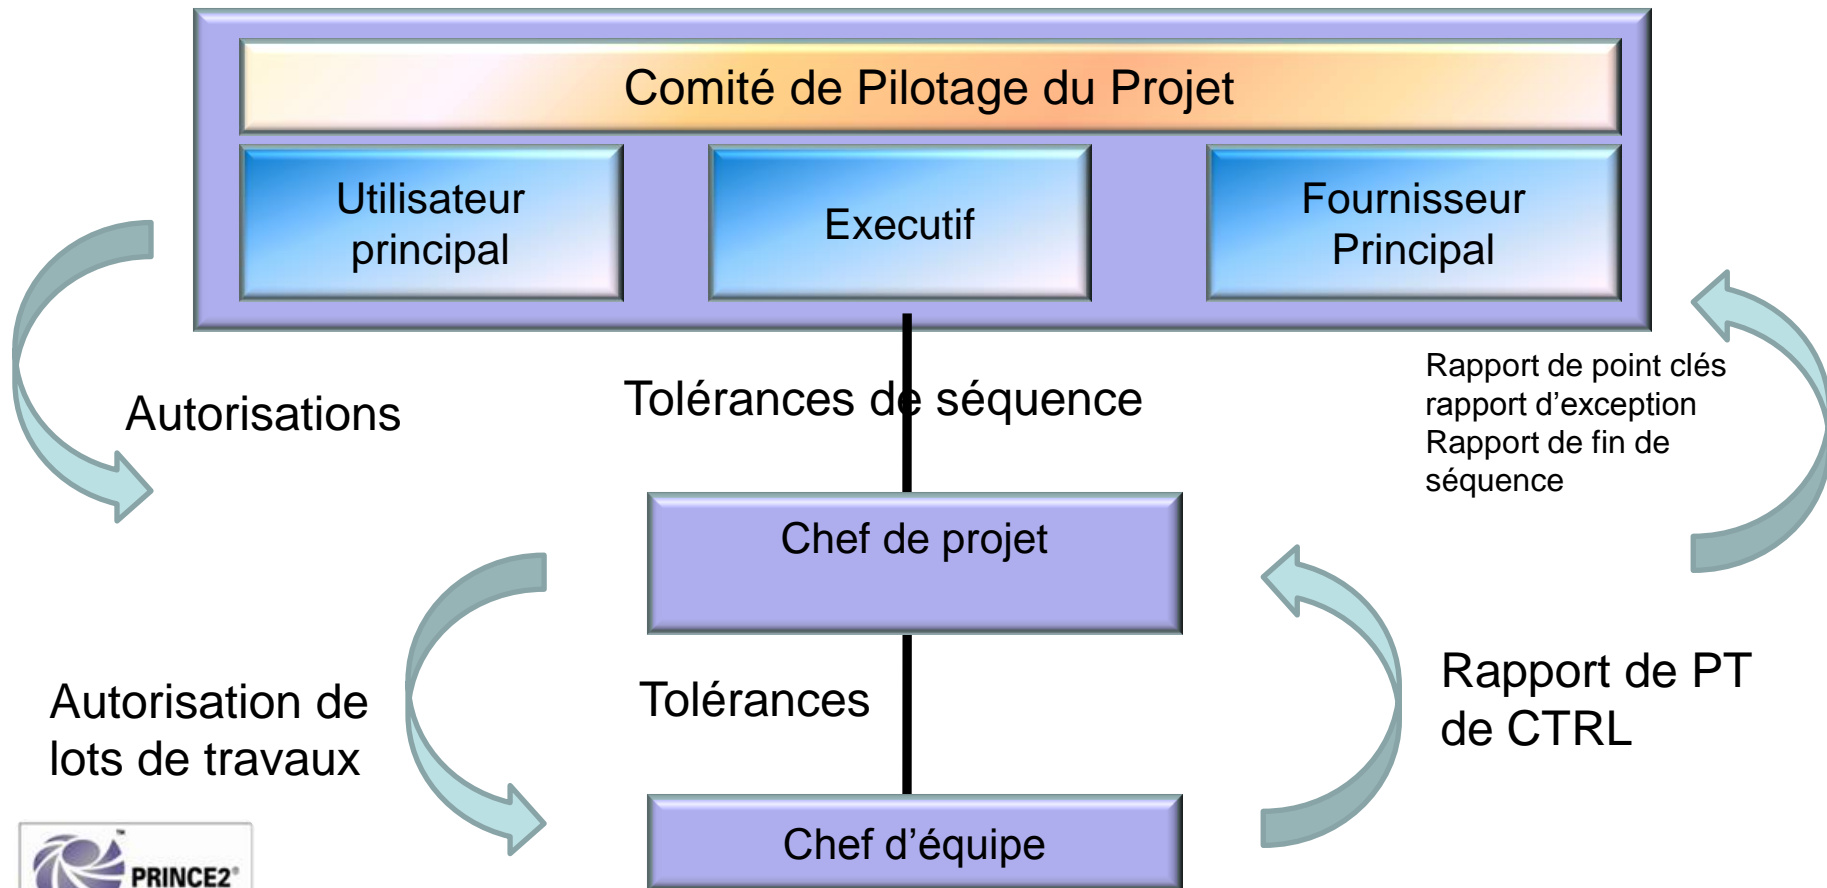 Comité de Pilotage du Projet
Utilisateur
principal
Executif
Fournisseur
Principal
Autorisations
Tolérances de séquence
Rapport de point clés
rapport d’exception
Rapport de fin de
séquence
Chef de projet
Autorisation de
lots de travaux
Tolérances
Rapport de PT
de CTRL
Chef d’équipe
™
PRINCE2®